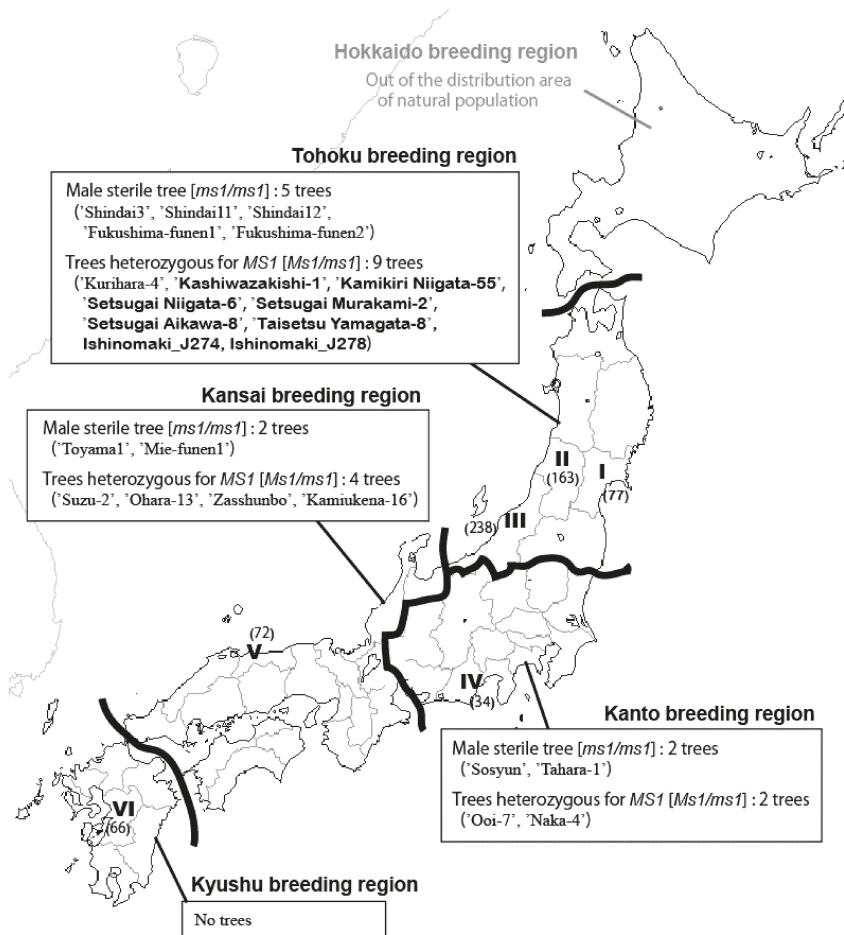 Hokkaido breeding region
Out of the distribution area
of natural population
Tohoku breeding region
Male sterile tree [ms1/ms1] : 5 trees
('Shindai3', 'Shindai11', 'Shindai12',
'Fukushima-funen1', 'Fukushima-funen2')
Trees heterozygous for MS1 [Ms1/ms1] : 9 trees
('Kurihara-4', 'Kashiwazakishi-1', 'Kamikiri Niigata-55',
'Setsugai Niigata-6', 'Setsugai Murakami-2',
'Setsugai Aikawa-8', 'Taisetsu Yamagata-8',
Ishinomaki_J274, Ishinomaki_J278)
Kansai breeding region
Male sterile tree [ms1/ms1] : 2 trees
('Toyama1', 'Mie-funen1')
Trees heterozygous for MS1 [Ms1/ms1] : 4 trees
('Suzu-2', 'Ohara-13', 'Zasshunbo', 'Kamiukena-16')
II
(163)
I
(77)
III
(238)
(72)
V
IV
(34)
Kanto breeding region
Male sterile tree [ms1/ms1] : 2 trees
('Sosyun', 'Tahara-1')
Trees heterozygous for MS1 [Ms1/ms1] : 2 trees
('Ooi-7', 'Naka-4')
VI
(66)
Kyushu breeding region
No trees